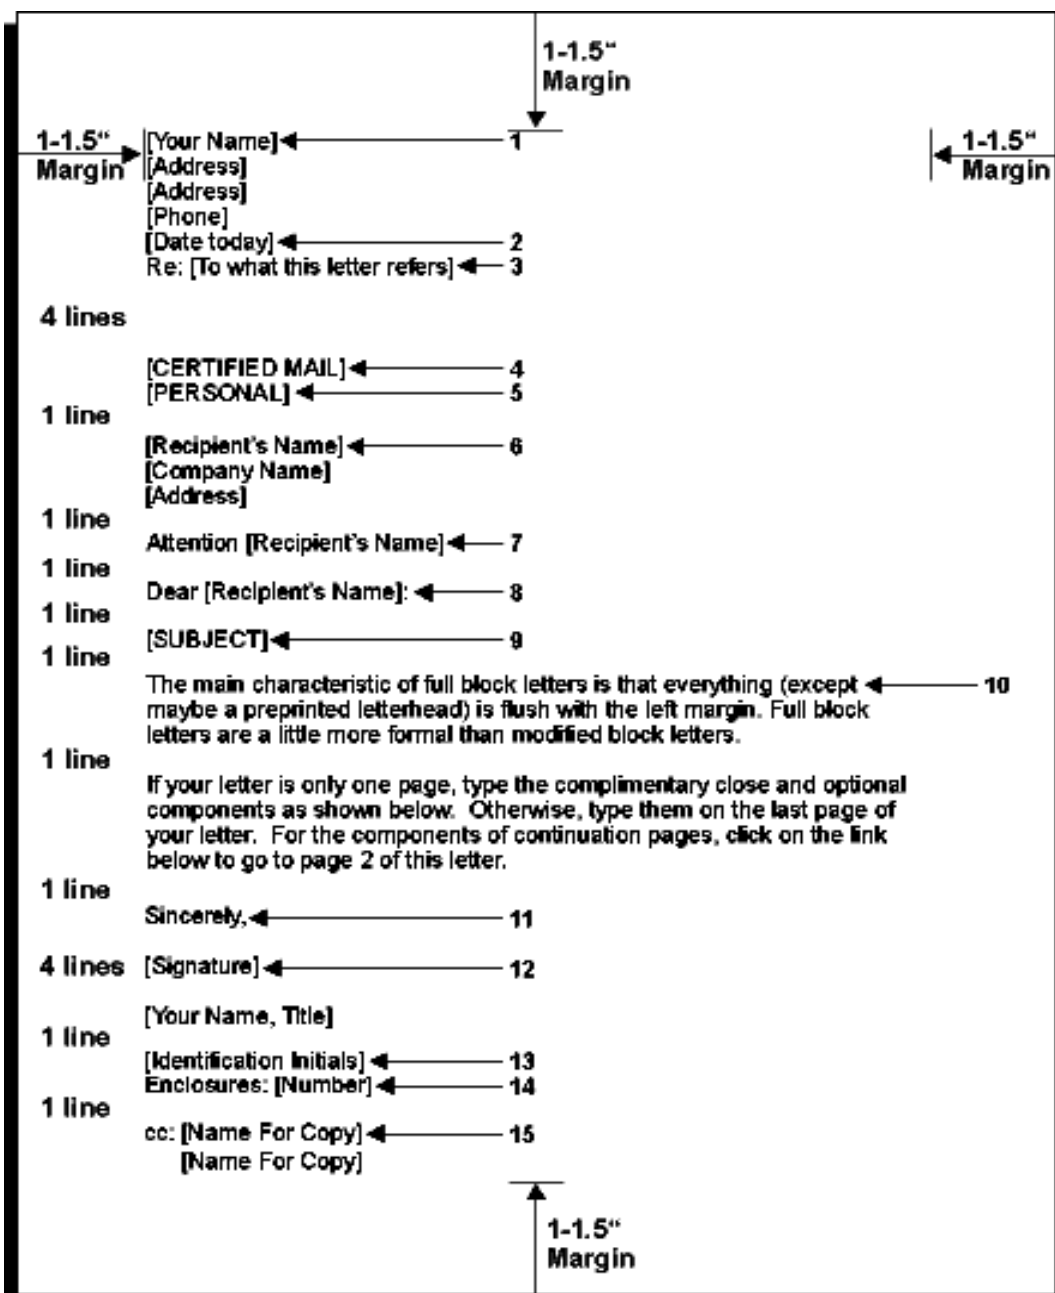 1-1.5“
Margin
1-1.5“
Margin
[Your Name] 1
1-1.5“
Margin
[Address]
[Address]
[Phone]
[Date today] 2
Re: [To what this letter refers] 3
4 lines
[CERTIFIED MAIL] 4
[PERSONAL] 5
1 line
[Recipient's Name] 6
[Company Name]
[Address]
1 line
Attention [Recipient's Name] 7
1 line
Dear [Recipient's Name]: 8
1 line
[SUBJECT] 9
1 line
The main characteristic of full block letters is that everything (except 10
maybe a preprinted letterhead) is flush with the left margin. Full block
letters are a little more formal than modified block letters.
1 line
If your letter is only one page, type the complimentary close and optional
components as shown below. Otherwise, type them on the last page of
your letter. For the components of continuation pages, click on the link
below to go to page 2 of this letter.
1 line
Sincerely, 11
4 lines
[Signature] 12
[Your Name, Title]
1 line
[Identification Initials] 13
Enclosures: [Number] 14
1 line
cc: [Name For Copy] 15
[Name For Copy]
1-1.5“
Margin